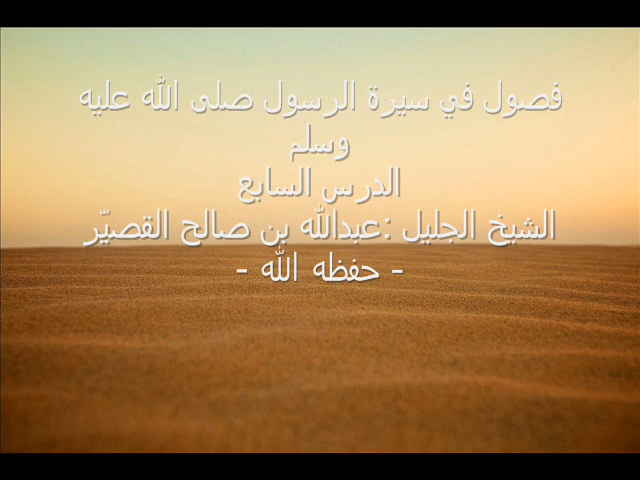 فصول في سيرة الرسول صلى الله عليه
وسلم
الدرس السابع
الشيخ الجليل :عبدالله بن صالح القصيّر
- حفظه الله -